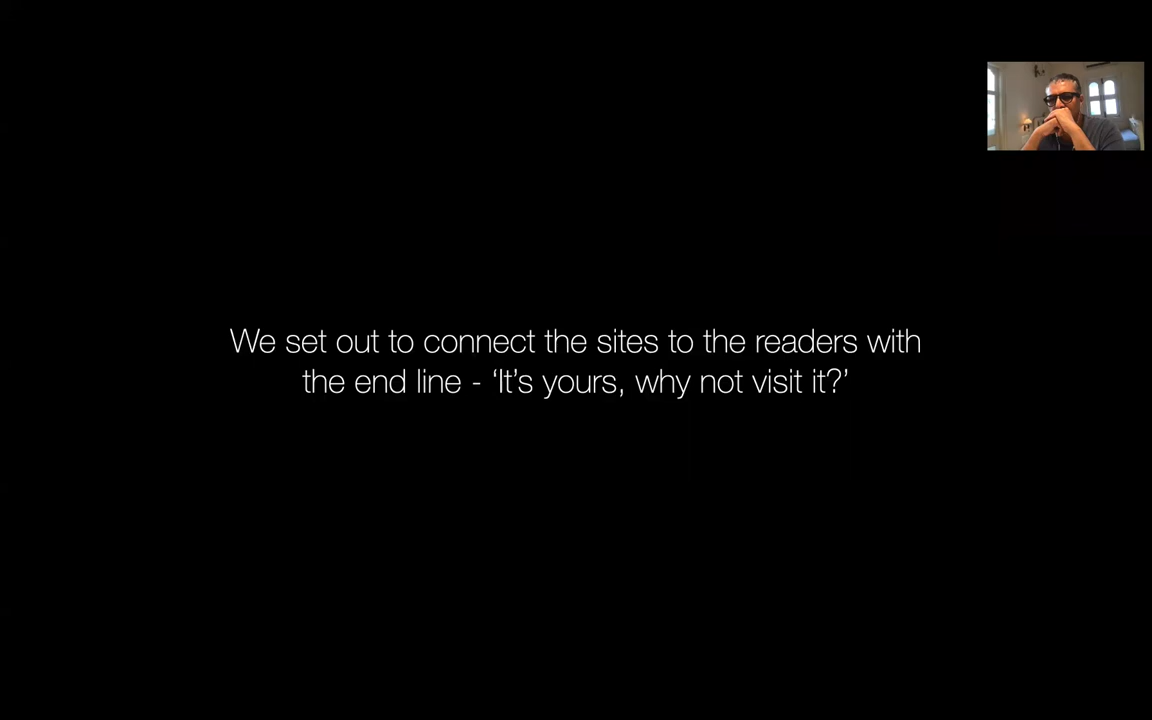 We set out to connect the sites to the readers with
the end line - ‘It’s yours, why not visit it?’